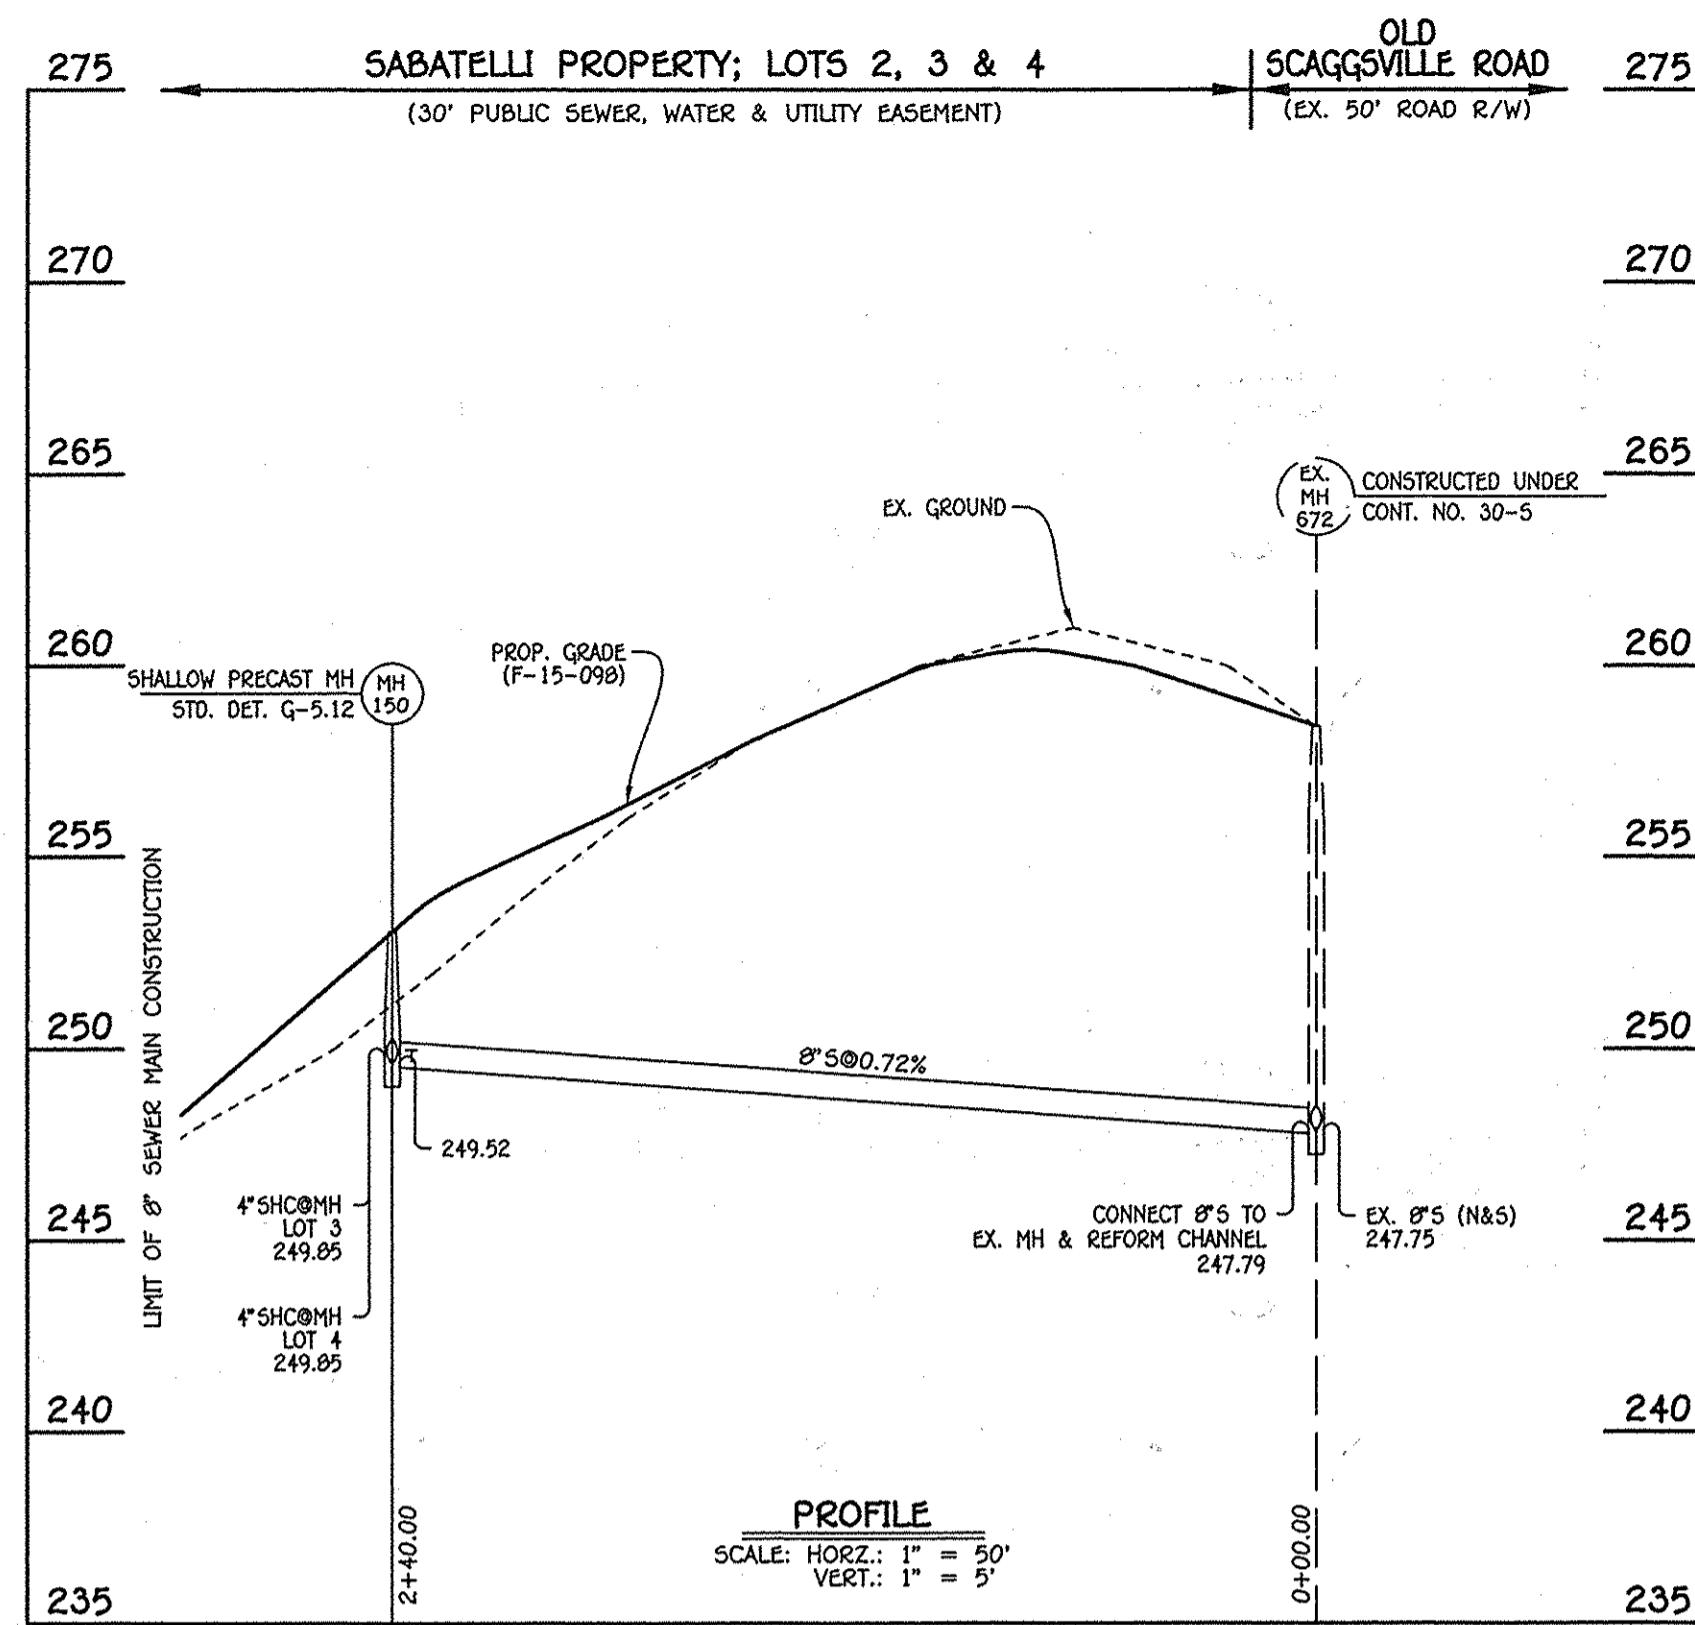 SABATELLI PROPERTY; LOTS 2, 3 & 4
(30' PUBLIC SEWER, WATER & UTILITY EASEMENT)
OLD
SCAGGSVILLE ROAD
(EX. 50' ROAD R/W)
275
275
270
270
265
265
EX.
MH
672
CONSTRUCTED UNDER
CONT. NO. 30-S
EX. GROUND
260
260
PROP. GRADE
(F-15-098)
SHALLOW PRECAST MH
STD. DET. G-5.12
MH
150
255
255
LIMIT OF 8" SEWER MAIN CONSTRUCTION
250
250
8"S@0.72%
249.52
4"SHC@MH
LOT 3
249.85
4"SHC@MH
LOT 4
249.85
245
245
CONNECT 8"S TO
EX. MH & REFORM CHANNEL
247.79
EX. 8"S (N&S)
247.75
240
240
2+40.00
0+00.00
PROFILE
SCALE: HORZ.: 1" = 50'
VERT.: 1" = 5'
235
235